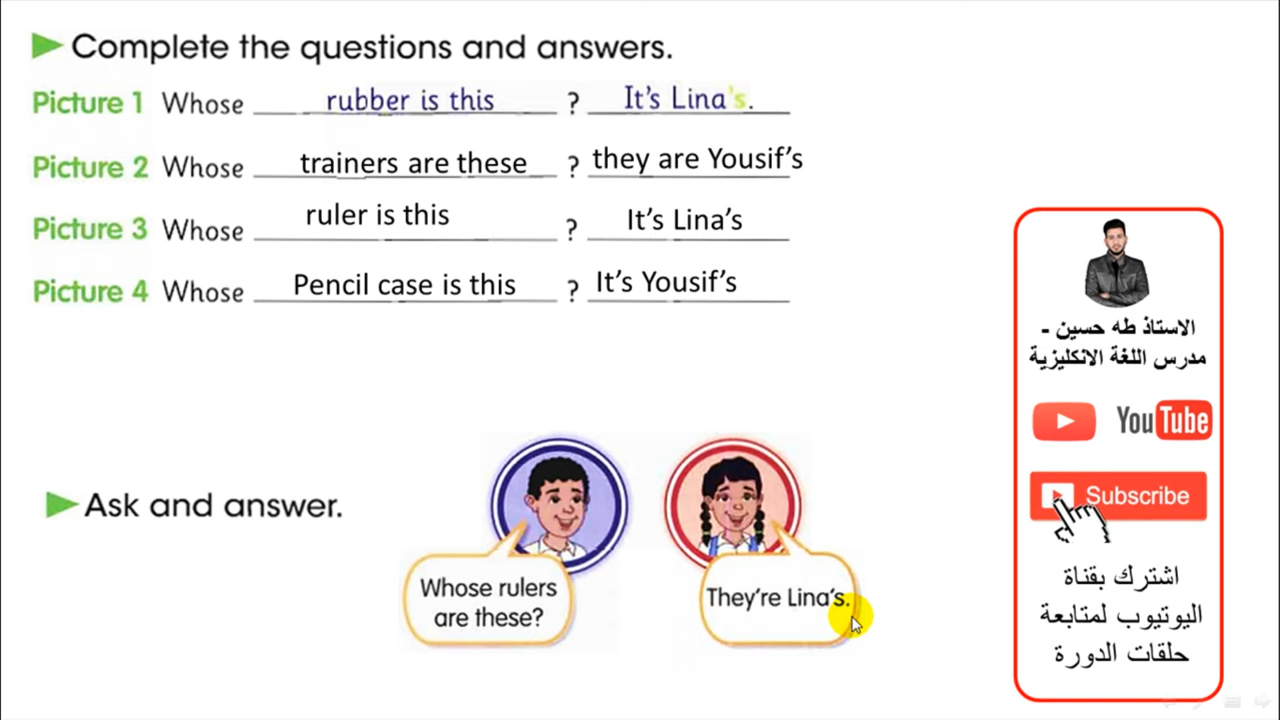 Complete the questions and answers.
Picture 1 Whose rubber is this ? It's Lina's.
Picture 2 Whose trainers are these ? they are Yousif's
Picture 3 Whose ruler is this ? It's Lina's
Picture 4 Whose Pencil case is this ? It's Yousif's
Ask and answer.
Whose rulers
are these?
They're Lina's.
الاستاذ طه حسين -
مدرس اللغة الانكليزية
YouTube
Subscribe
اشترك بقناة
اليوتيوب لمتابعة
حلقات الدورة